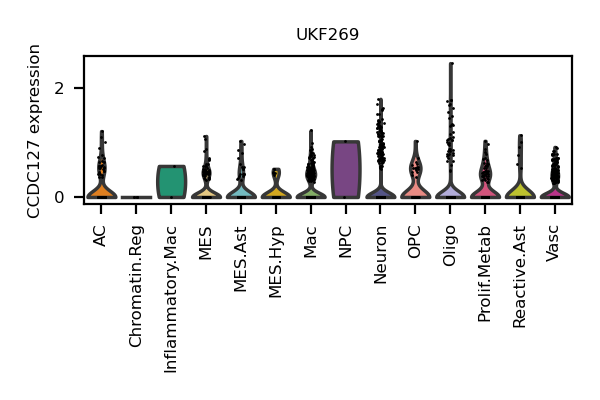 UKF269
CCDC127 expression
2
0
AC
Chromatin.Reg
Inflammatory.Mac
MES
MES.Ast
MES.Hyp
Mac
NPC
Neuron
OPC
Oligo
Prolif.Metab
Reactive.Ast
Vasc